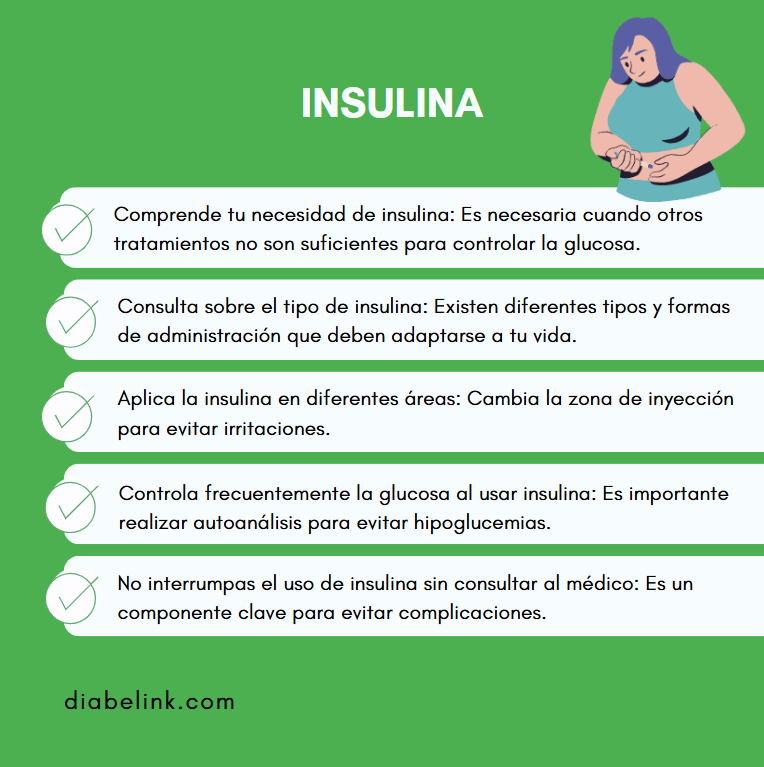 INSULINA
Comprende tu necesidad de insulina: Es necesaria cuando otros
tratamientos no son suficientes para controlar la glucosa.
Consulta sobre el tipo de insulina: Existen diferentes tipos y formas
de administración que deben adaptarse a tu vida.
Aplica la insulina en diferentes áreas: Cambia la zona de inyección
para evitar irritaciones.
Controla frecuentemente la glucosa al usar insulina: Es importante
realizar autoanálisis para evitar hipoglucemias.
No interrumpas el uso de insulina sin consultar al médico: Es un
componente clave para evitar complicaciones.
diabelink.com